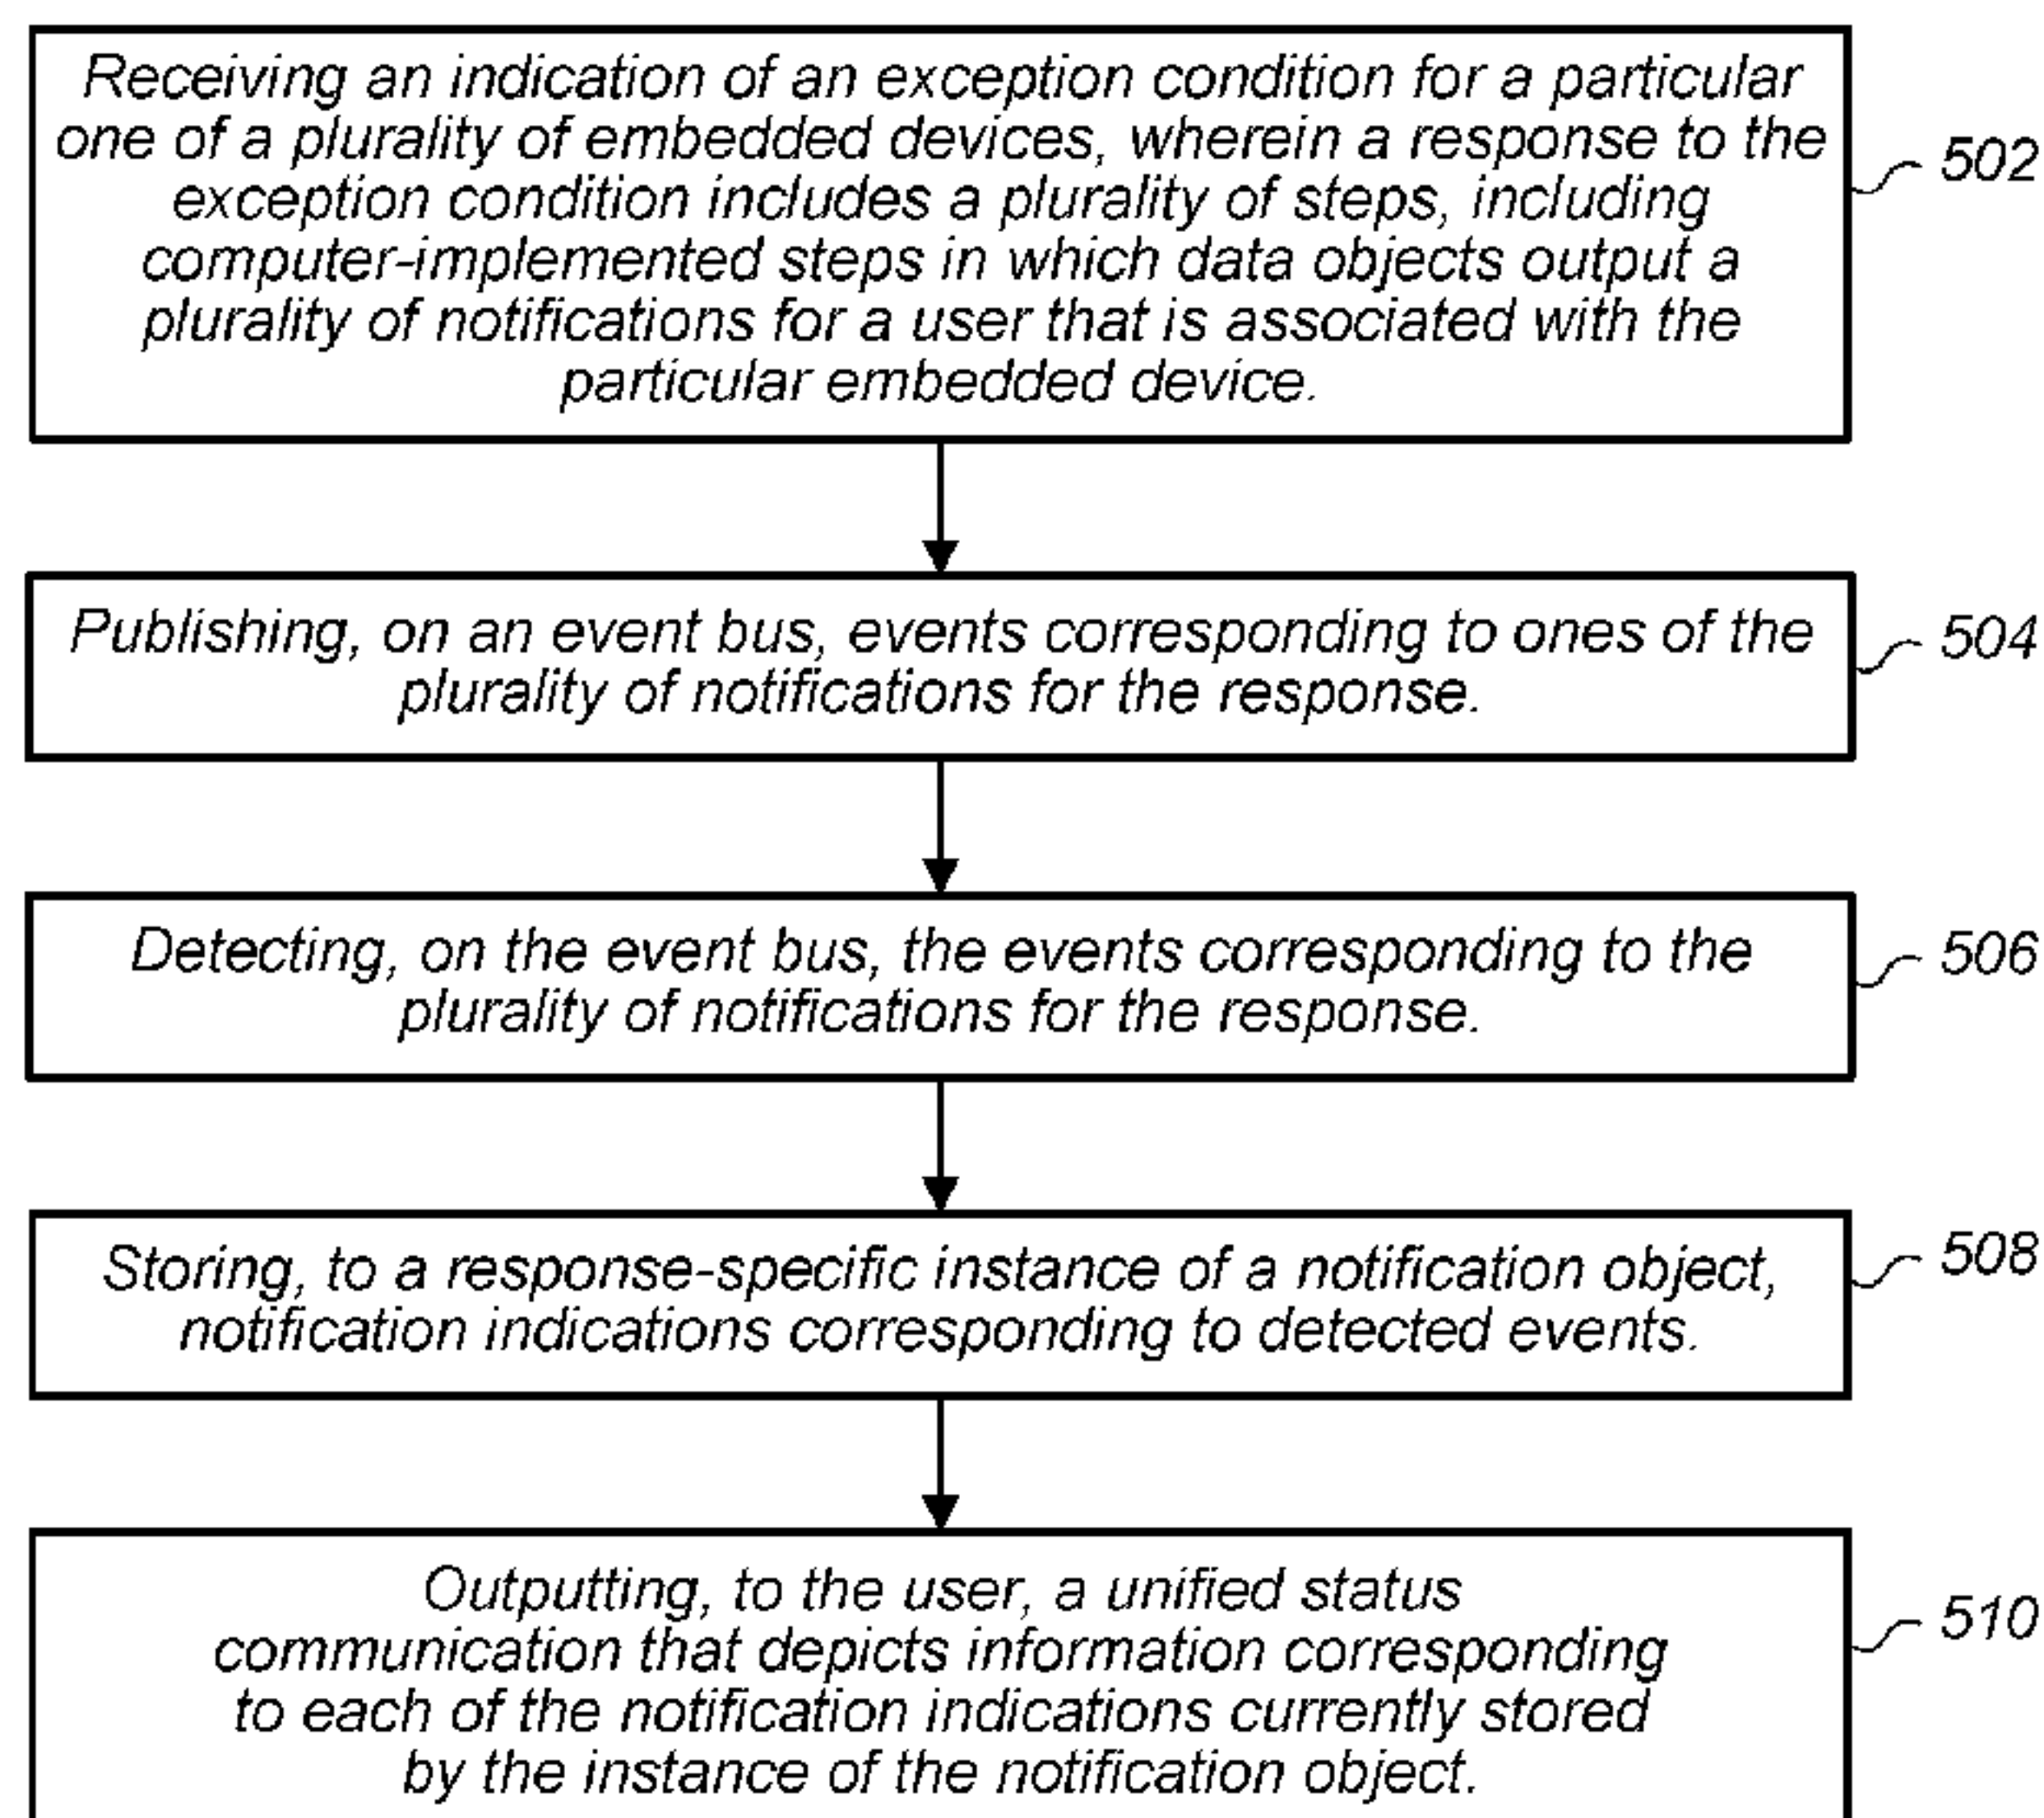 Receiving an indication of an exception condition for a particular
one of a plurality of embedded devices, wherein a response to the
exception condition includes a plurality of steps, including
computer-implemented steps in which data objects output a
plurality of notifications for a user that is associated with the
particular embedded device.
502
Publishing, on an event bus, events corresponding to ones of the
plurality of notifications for the response.
504
Detecting, on the event bus, the events corresponding to the
plurality of notifications for the response.
506
Storing, to a response-specific instance of a notification object,
notification indications corresponding to detected events.
508
Outputting, to the user, a unified status
communication that depicts information corresponding
to each of the notification indications currently stored
by the instance of the notification object.
510